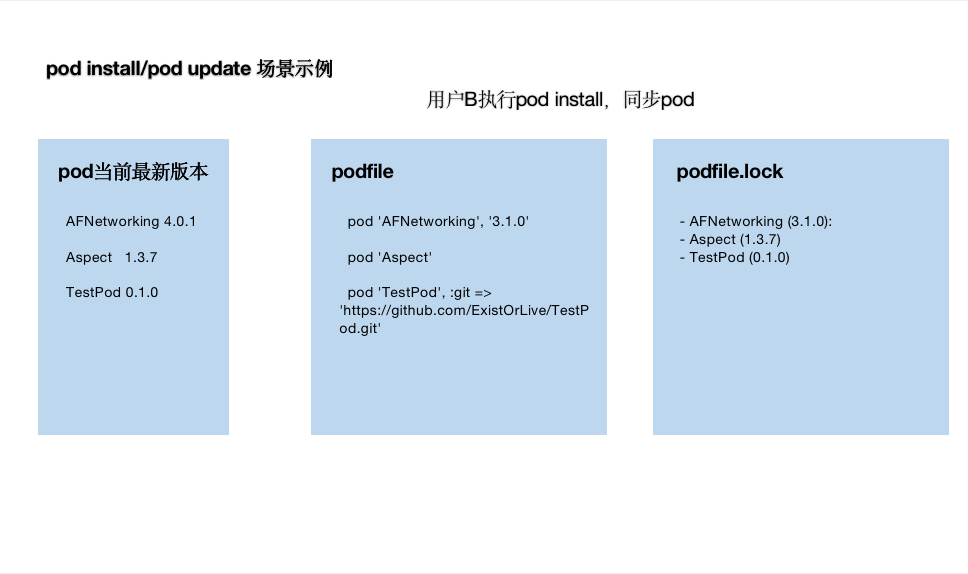 pod install/pod update 场景示例
用户B执行pod install，同步pod
pod当前最新版本
AFNetworking 4.0.1
Aspect   1.3.7
TestPod 0.1.0
podfile
pod 'AFNetworking', '3.1.0'
pod 'Aspect'
pod 'TestPod', :git =>
'https://github.com/ExistOrLive/TestP
od.git'
podfile.lock
- AFNetworking (3.1.0):
- Aspect (1.3.7)
- TestPod (0.1.0)